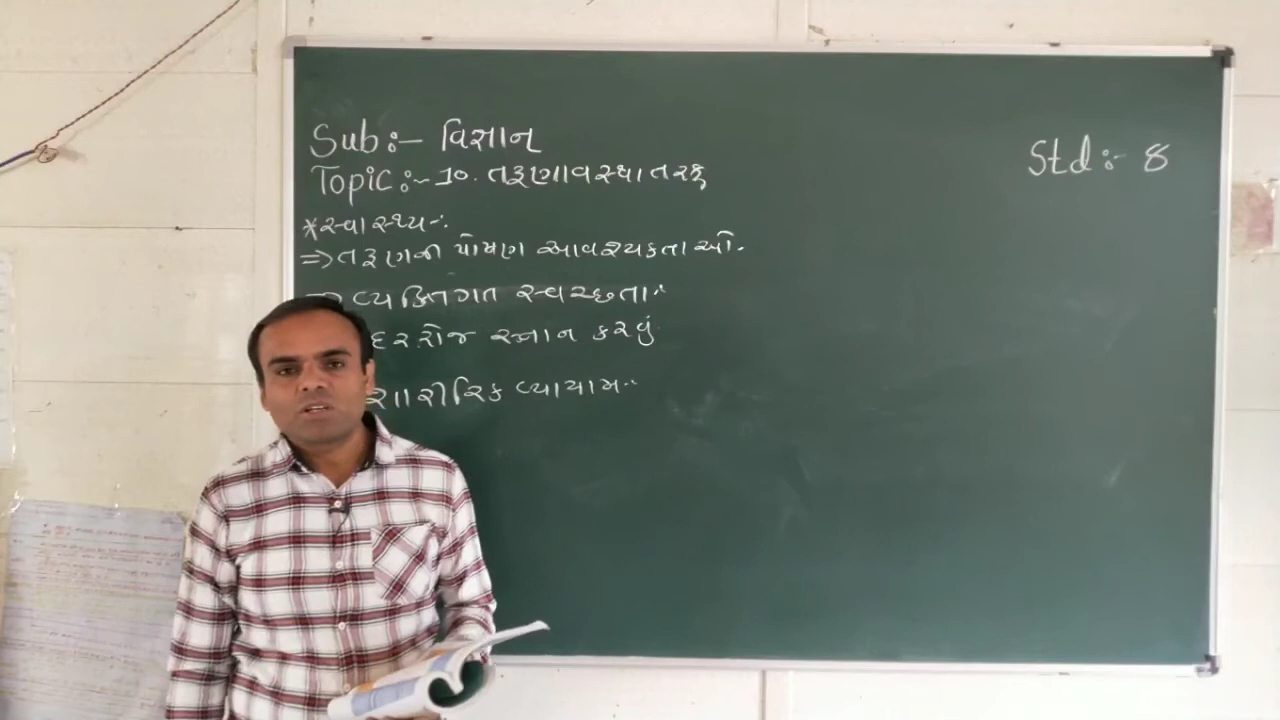 Sub:- વિજ્ઞાન
Std:- 8
Topic:- 10. તરૂણાવસ્થા તરફ
*સ્વાસ્થ્ય-:
=> તરૂણની પોષણ આવશ્યકતાઓ.
વ્યક્તિગત સ્વચ્છતા:
દરરોજ સ્નાન કરવું.
શારીરિક વ્યાયામ: